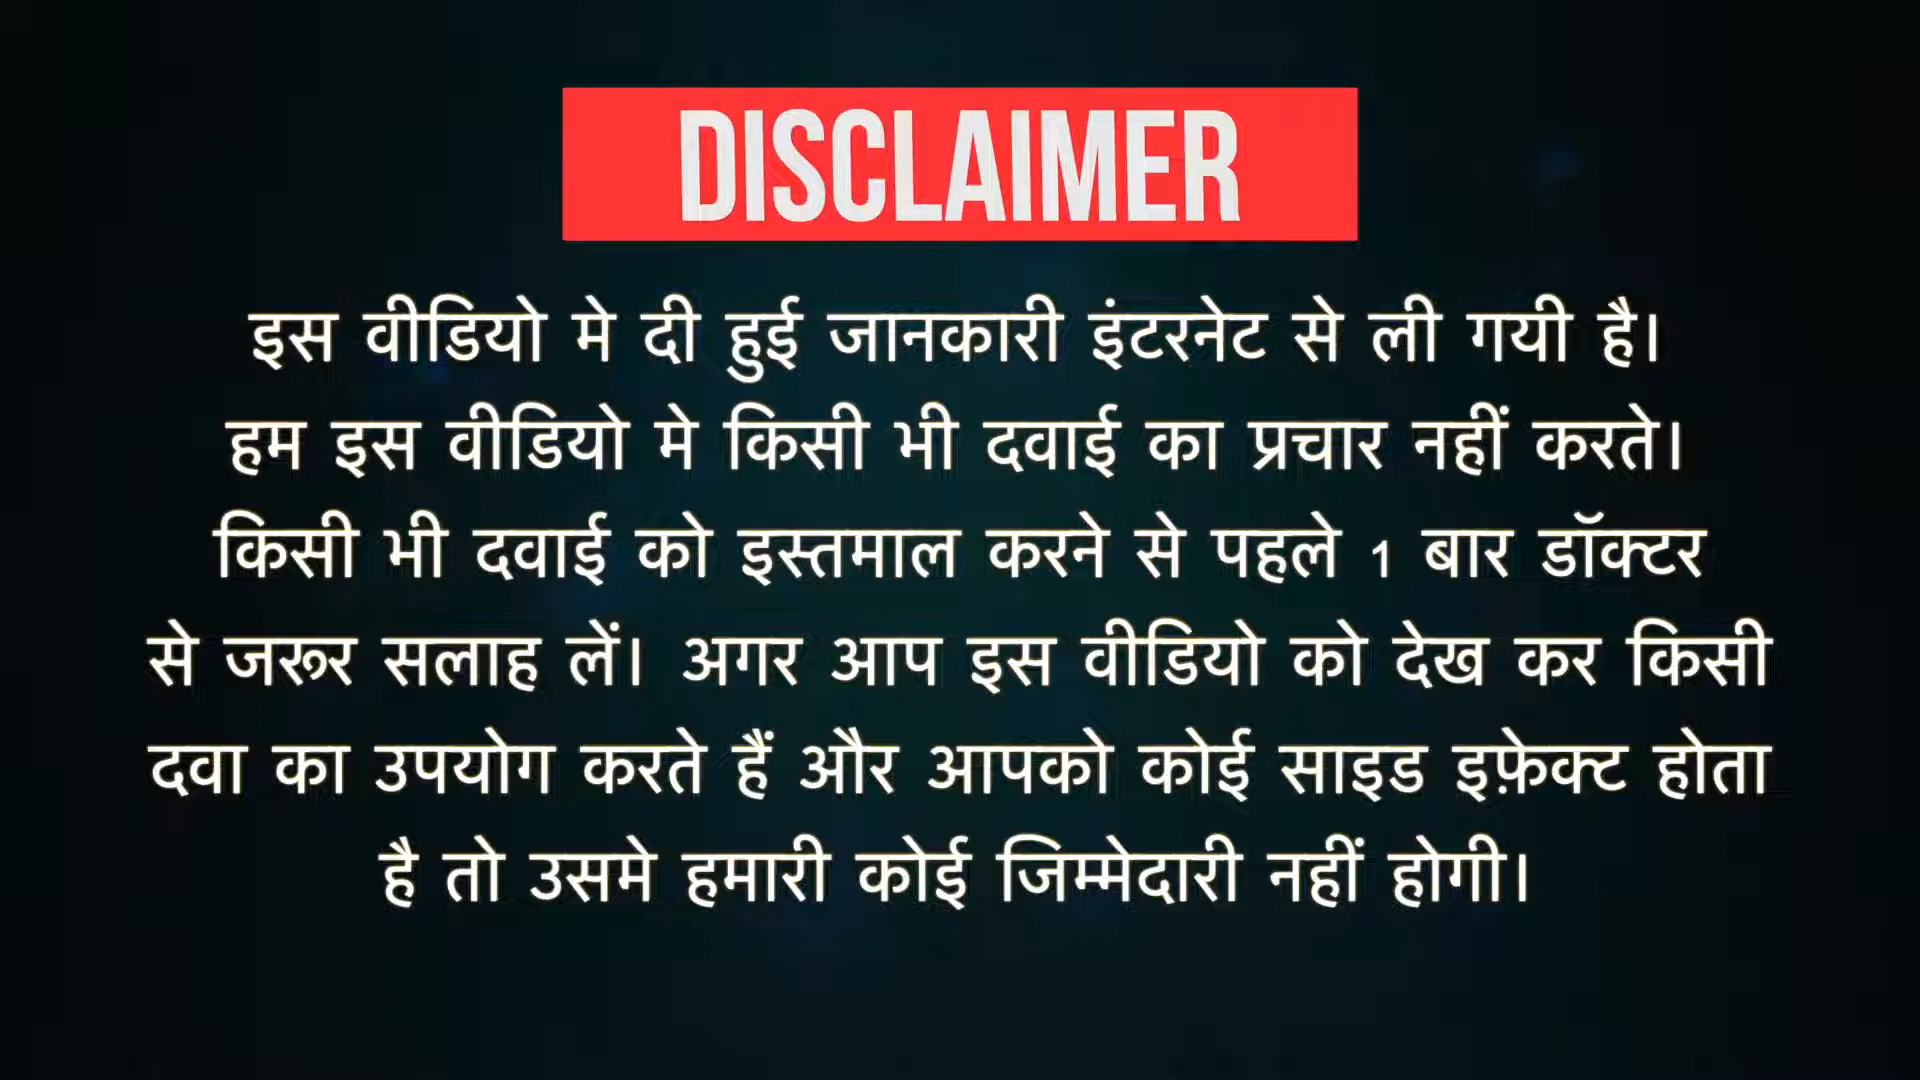 DISCLAIMER
इस वीडियो मे दी हुई जानकारी इंटरनेट से ली गयी है।
हम इस वीडियो मे किसी भी दवाई का प्रचार नहीं करते।
किसी भी दवाई को इस्तमाल करने से पहले 1 बार डॉक्टर
से जरूर सलाह लें। अगर आप इस वीडियो को देख कर किसी
दवा का उपयोग करते हैं और आपको कोई साइड इफ़ेक्ट होता
है तो उसमे हमारी कोई जिम्मेदारी नहीं होगी।